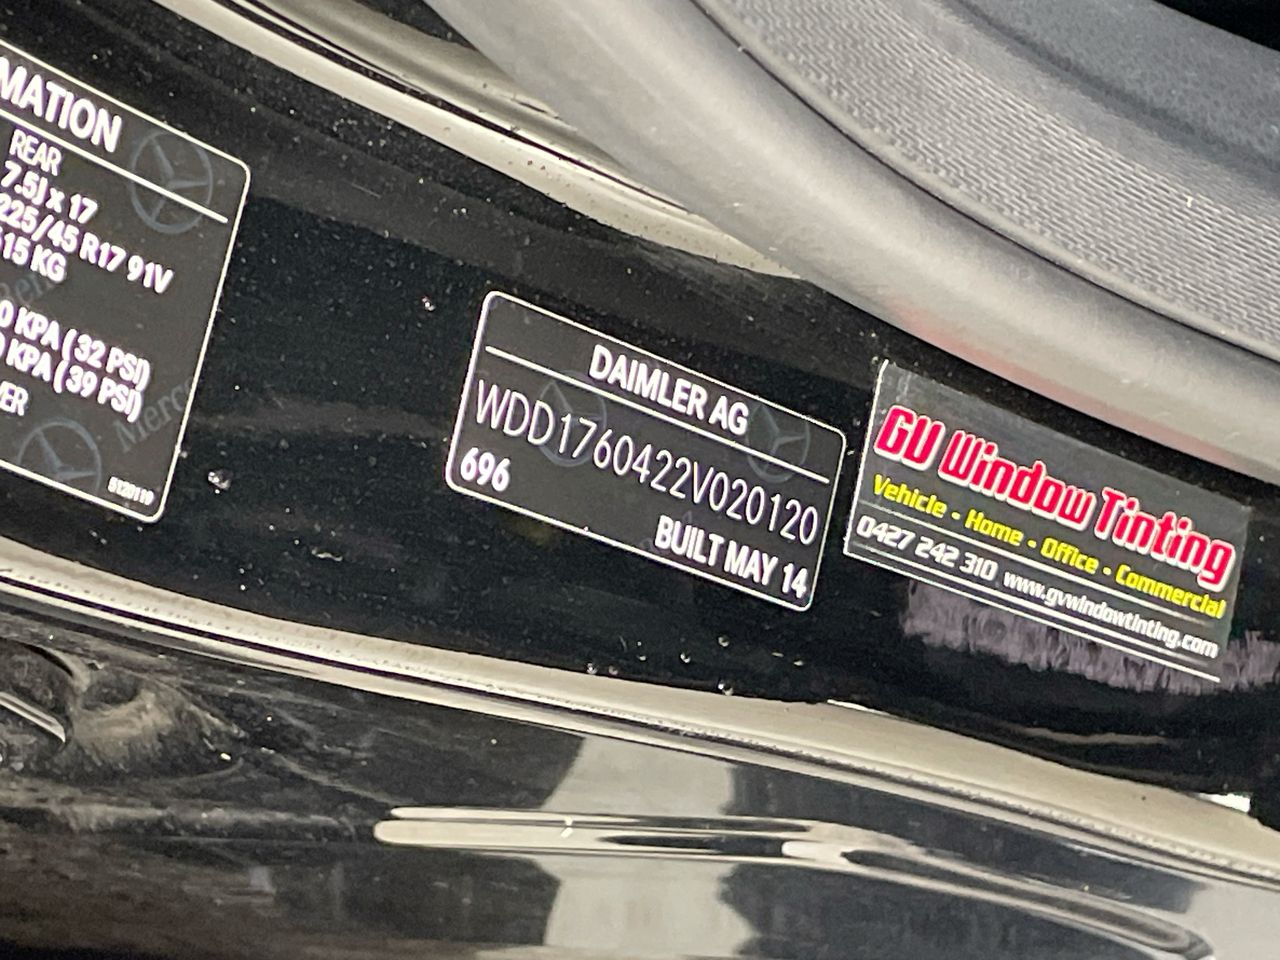 MATION
REAR
7.5J x 17
225/45 R17 91V
515 KG
0 KPA (32 PSI)
0 KPA (39 PSI)
VER
DAIMLER AG
WDD1760422V020120
696
BUILT MAY 14
GV Window Tinting
Vehicle • Home • Office • Commercial
0427 242 310 www.gvwindowtinting.com